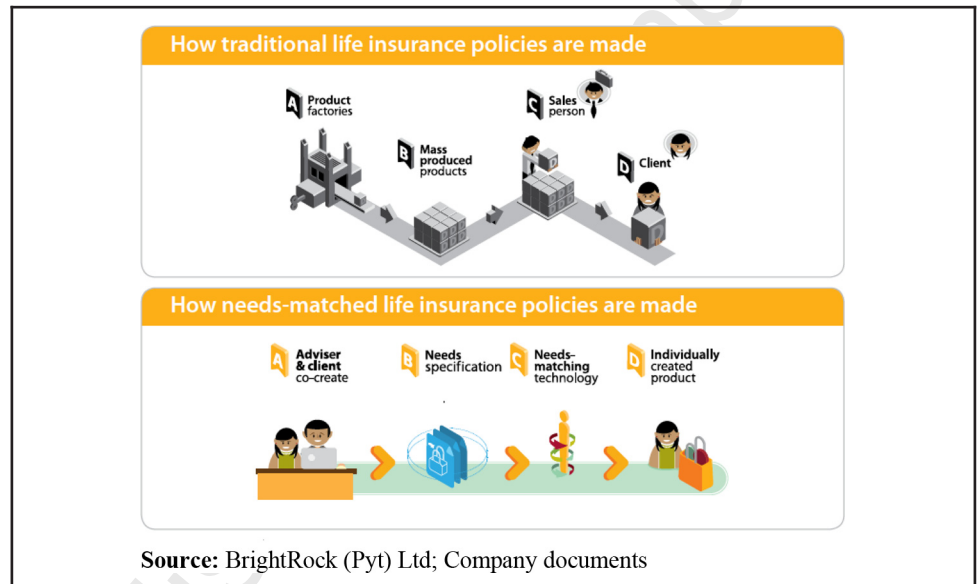 How traditional life insurance policies are made
A Product
factories
B Mass
produced
products
C Sales
person
D Client
How needs-matched life insurance policies are made
A Adviser
& client
co-create
B Needs
specification
C Needs-
matching
technology
D Individually
created
product
Source: BrightRock (Pyt) Ltd; Company documents